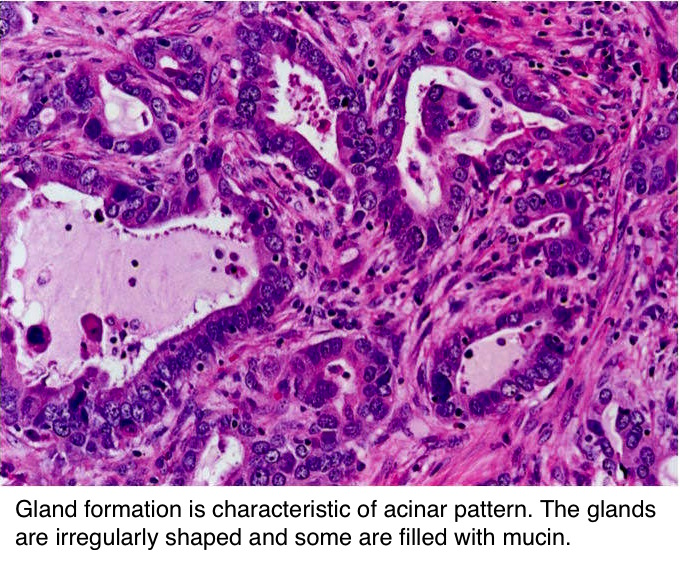 Gland formation is characteristic of acinar pattern. The glands
are irregularly shaped and some are filled with mucin.